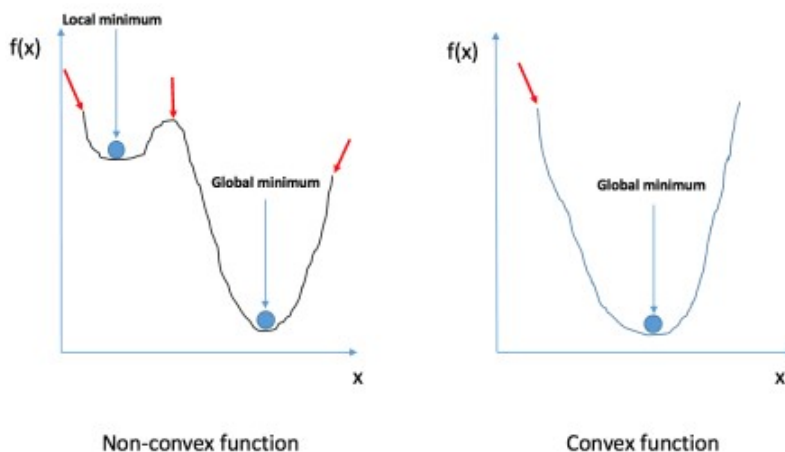 Local minimum
f(x)
Global minimum
x
Non-convex function
f(x)
Global minimum
x
Convex function